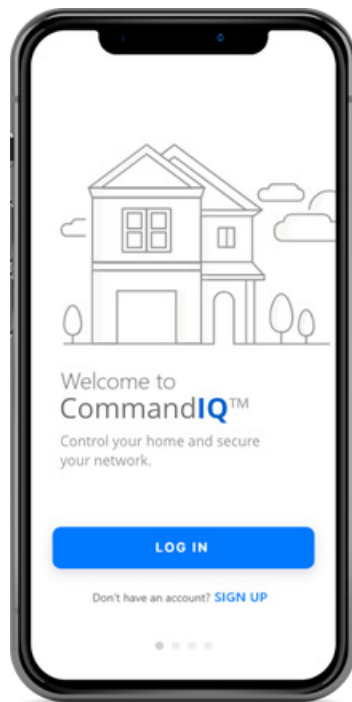 Welcome to
CommandIQ™
Control your home and secure
your network.
LOG IN
Don't have an account? SIGN UP